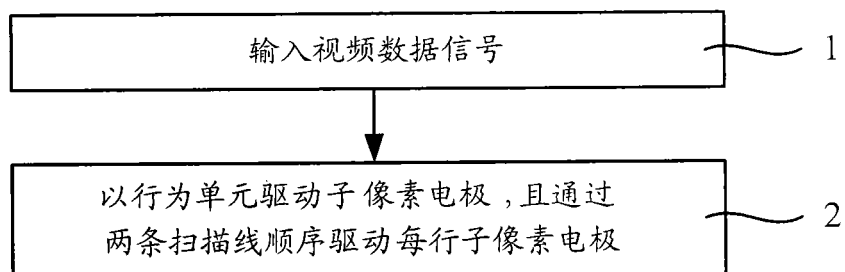 输入视频数据信号
1
以行为单元驱动子像素电极,且通过
两条扫描线顺序驱动每行子像素电极
2